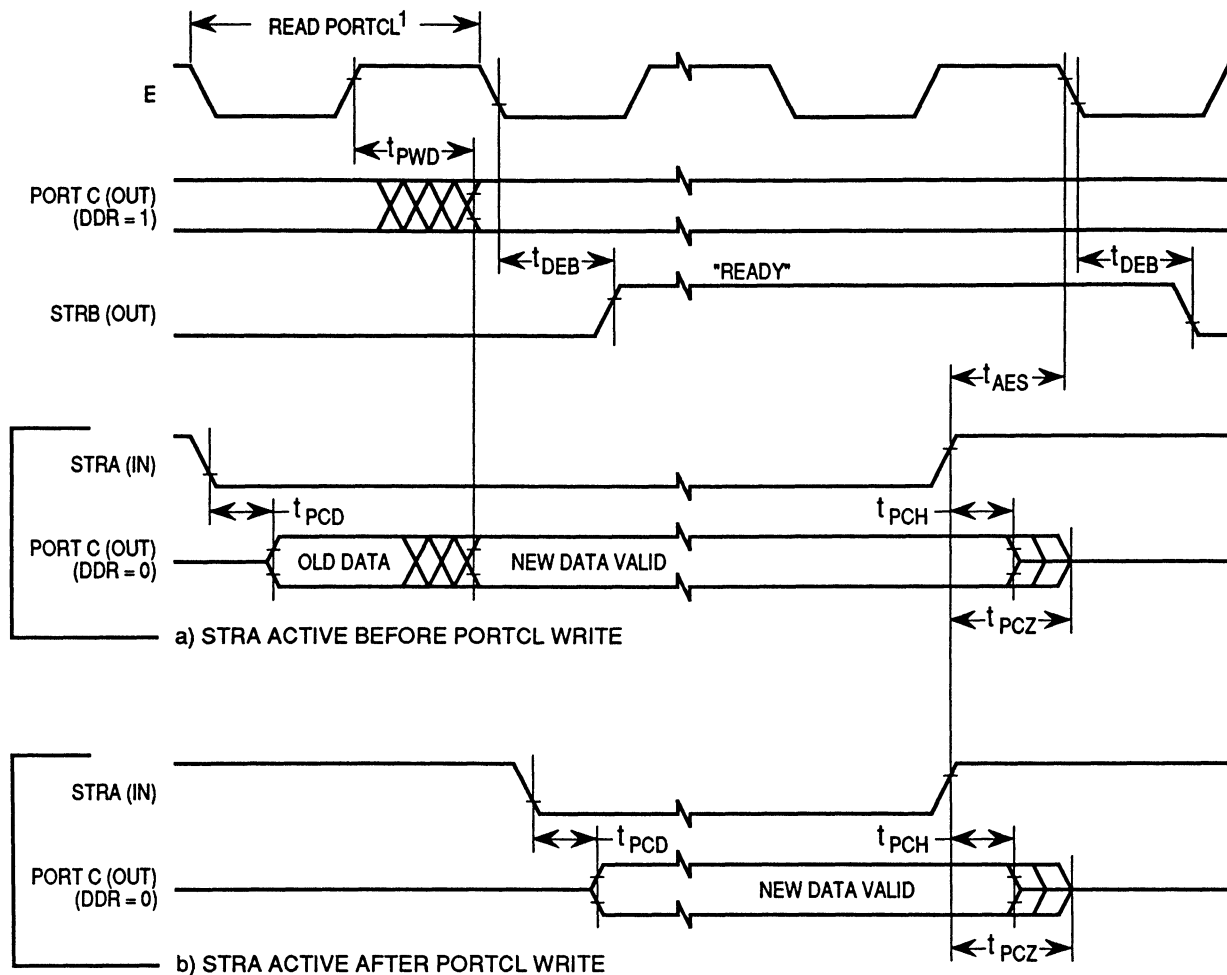 READ PORTCL1
E
tPWD
PORT C (OUT)
(DDR = 1)
tDEB
"READY"
tDEB
STRB (OUT)
tAES
STRA (IN)
tPCD
tPCH
PORT C (OUT)
(DDR = 0)
OLD DATA
NEW DATA VALID
tPCZ
a) STRA ACTIVE BEFORE PORTCL WRITE
STRA (IN)
tPCD
tPCH
PORT C (OUT)
(DDR = 0)
NEW DATA VALID
tPCZ
b) STRA ACTIVE AFTER PORTCL WRITE